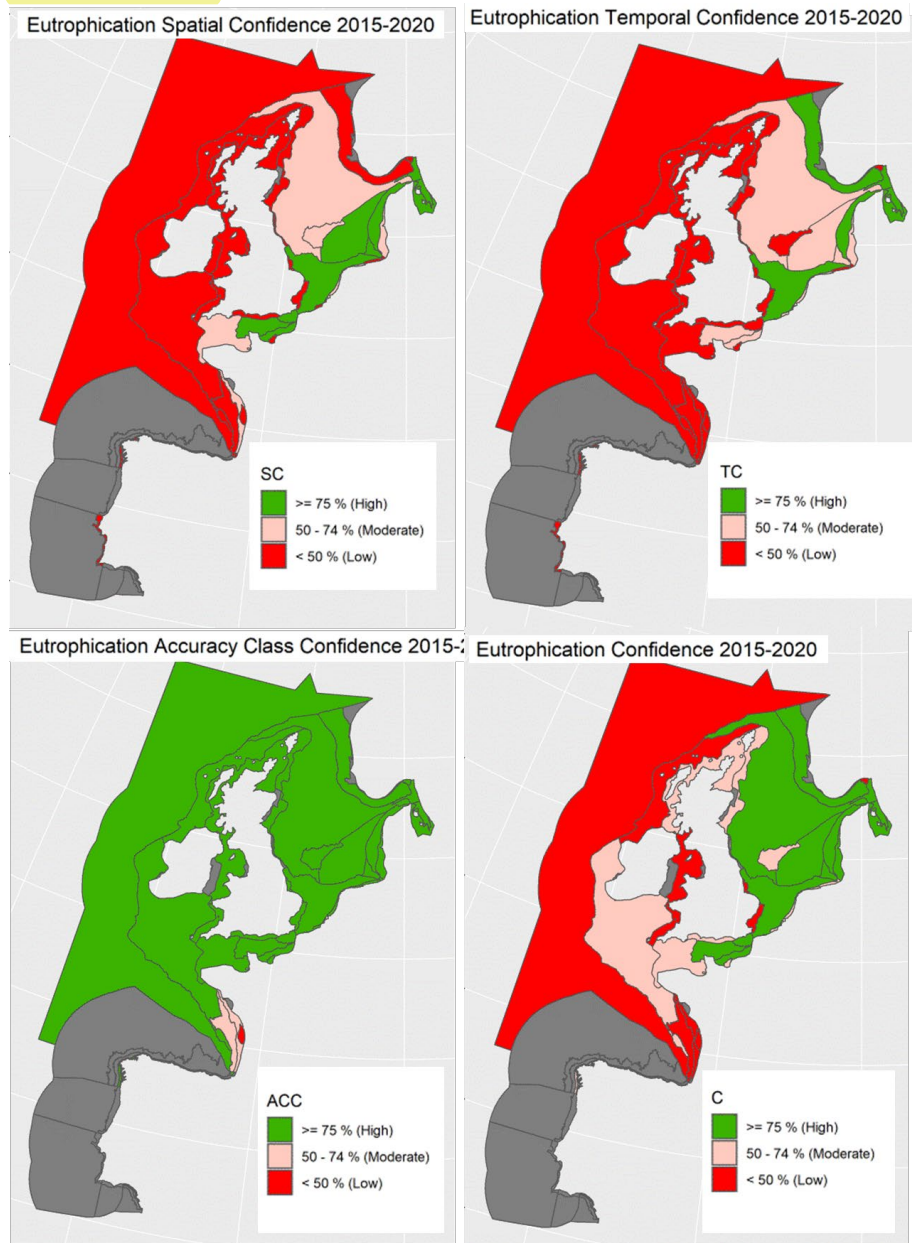 Eutrophication Spatial Confidence 2015-2020
Eutrophication Temporal Confidence 2015-2020
SC
>= 75 % (High)
50 - 74 % (Moderate)
< 50 % (Low)
TC
>= 75 % (High)
50 - 74 % (Moderate)
< 50 % (Low)
Eutrophication Accuracy Class Confidence 2015-2
Eutrophication Confidence 2015-2020
ACC
>= 75 % (High)
50 - 74 % (Moderate)
< 50 % (Low)
C
>= 75 % (High)
50 - 74 % (Moderate)
< 50 % (Low)